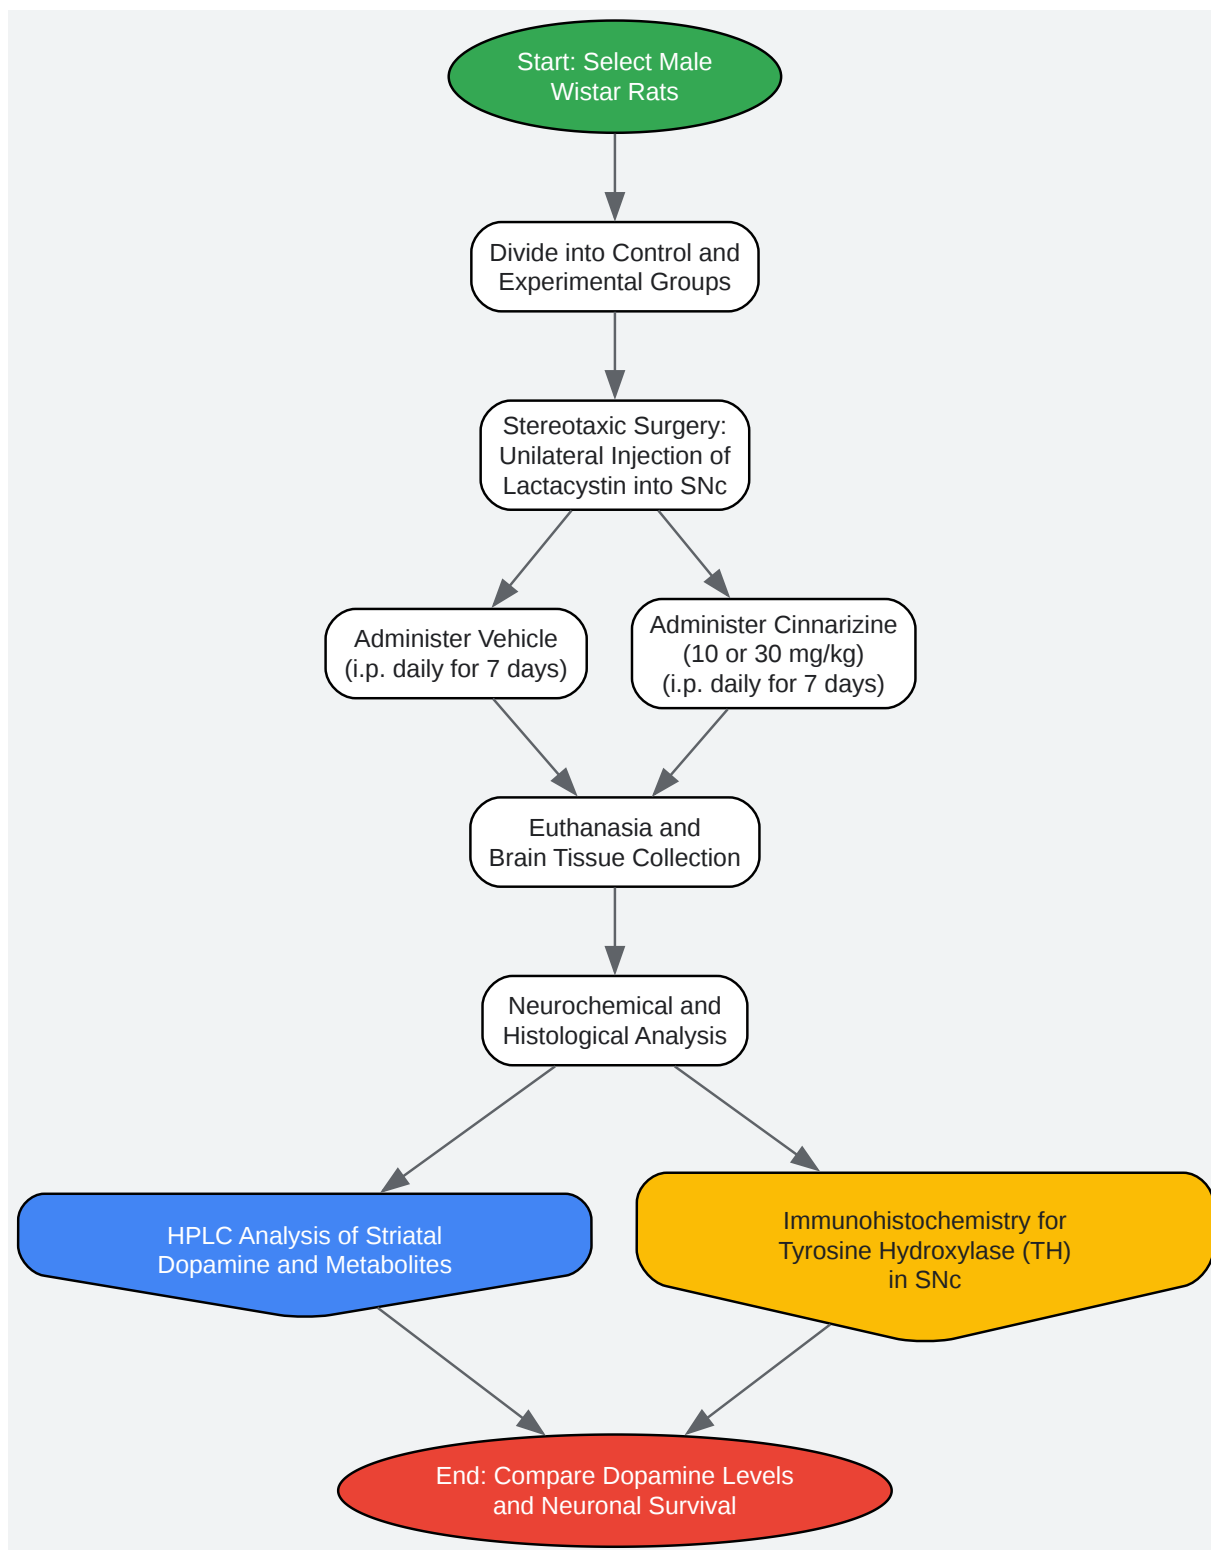 Start: Select Male
Wistar Rats
Divide into Control and
Experimental Groups
Stereotaxic Surgery:
Unilateral Injection of
Lactacystin into SNc
Administer Vehicle
(i.p. daily for 7 days)
Administer Cinnarizine
(10 or 30 mg/kg)
(i.p. daily for 7 days)
Euthanasia and
Brain Tissue Collection
Neurochemical and
Histological Analysis
HPLC Analysis of Striatal
Dopamine and Metabolites
Immunohistochemistry for
Tyrosine Hydroxylase (TH)
in SNc
End: Compare Dopamine Levels
and Neuronal Survival